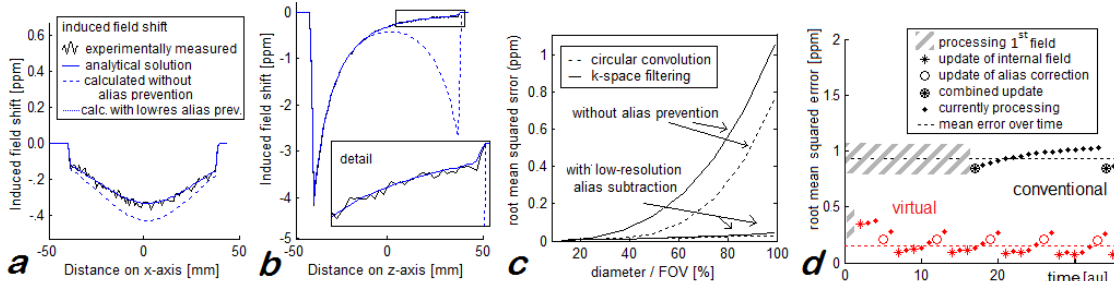 induced field shift
experimentally measured
analytical solution
calculated without
alias prevention
calc. with lowres alias prev.
Induced field shift [ppm]
0.6
0.4
0.2
0.0
-.2
-.4
-50
0
50
Distance on x-axis [mm]
a
Induced field shift [ppm]
0
-1
-2
-3
-4
-5
detail
-50
0
50
Distance on z-axis [mm]
b
root mean squared srror (ppm)
1
0.8
0.6
0.4
0.2
0
circular convolution
k-space filtering
without alias prevention
with low-resolution
alias subtraction
20
40
60
80
100
diameter / FOV [%]
c
root mean squared errror [ppm]
2
1.5
1
0.5
0
processing 1st field
update of internal field
update of alias correction
combined update
currently processing
mean error over time
conventional
virtual
0
10
20
30
time [au]
d